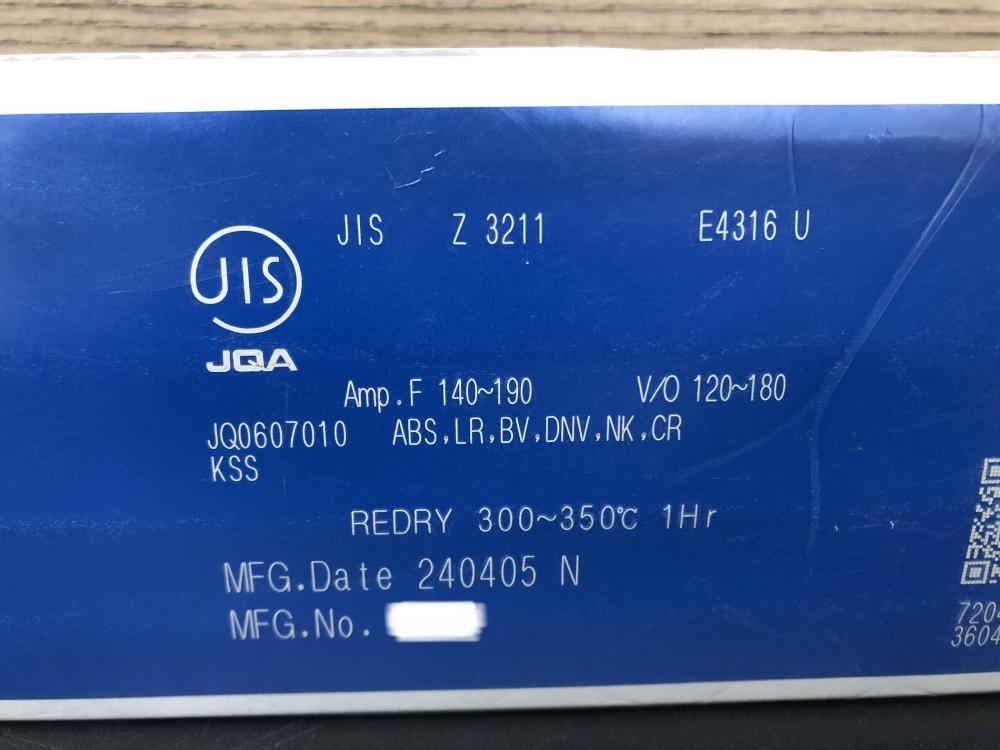 JIS Z 3211 E4316 U
JIS
JQA
Amp.F 140~190 V/O 120~180
JQ0607010 ABS,LR,BV,DNV,NK,CR
KSS
REDRY 300~350℃ 1Hr
MFG.Date 240405 N
MFG.No.
720
3604